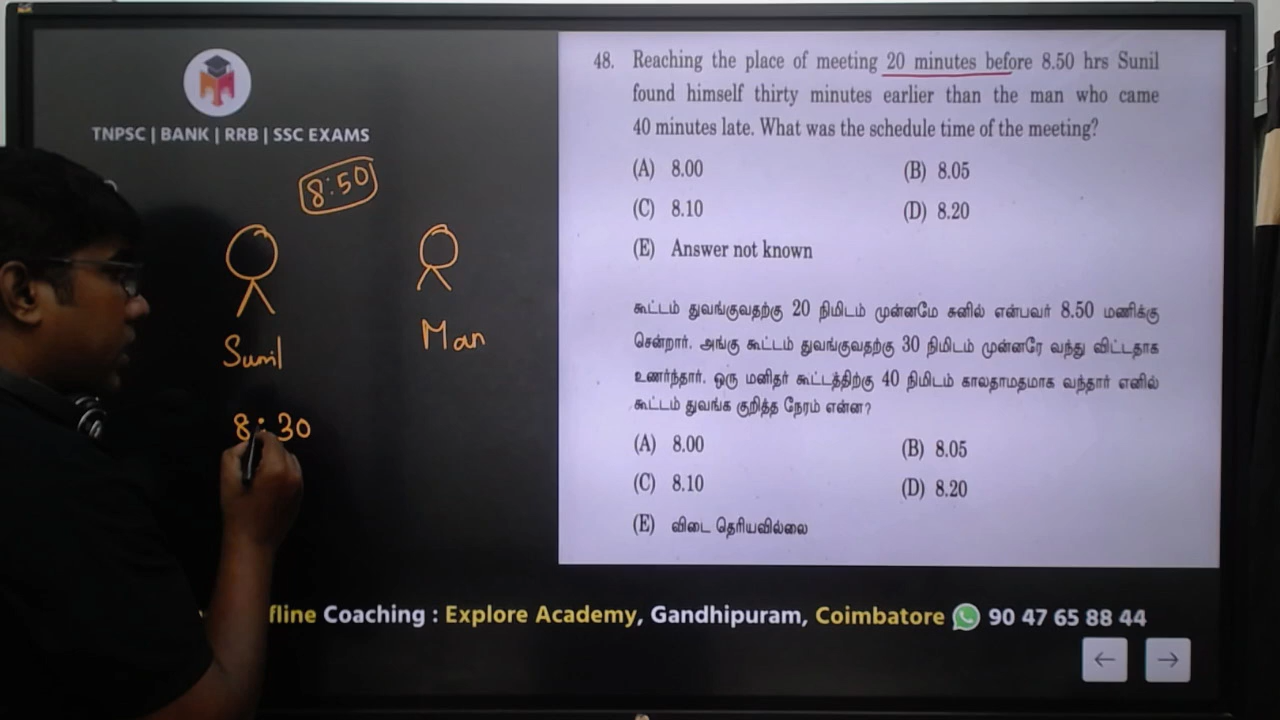 TNPSC | BANK | RRB | SSC EXAMS
8:50
Sunil
Man
8:30
48. Reaching the place of meeting 20 minutes before 8.50 hrs Sunil
found himself thirty minutes earlier than the man who came
40 minutes late. What was the schedule time of the meeting?
(A) 8.00 (B) 8.05
(C) 8.10 (D) 8.20
(E) Answer not known
கூட்டம் துவங்குவதற்கு 20 நிமிடம் முன்னமே சுனில் என்பவர் 8.50 மணிக்கு
சென்றார். அங்கு கூட்டம் துவங்குவதற்கு 30 நிமிடம் முன்னரே வந்து விட்டதாக
உணர்ந்தார். ஒரு மனிதர் கூட்டத்திற்கு 40 நிமிடம் காலதாமதமாக வந்தார் எனில்
கூட்டம் துவங்க குறித்த நேரம் என்ன?
(A) 8.00 (B) 8.05
(C) 8.10 (D) 8.20
(E) விடை தெரியவில்லை
Coaching : Explore Academy, Gandhipuram, Coimbatore 90 47 65 88 44